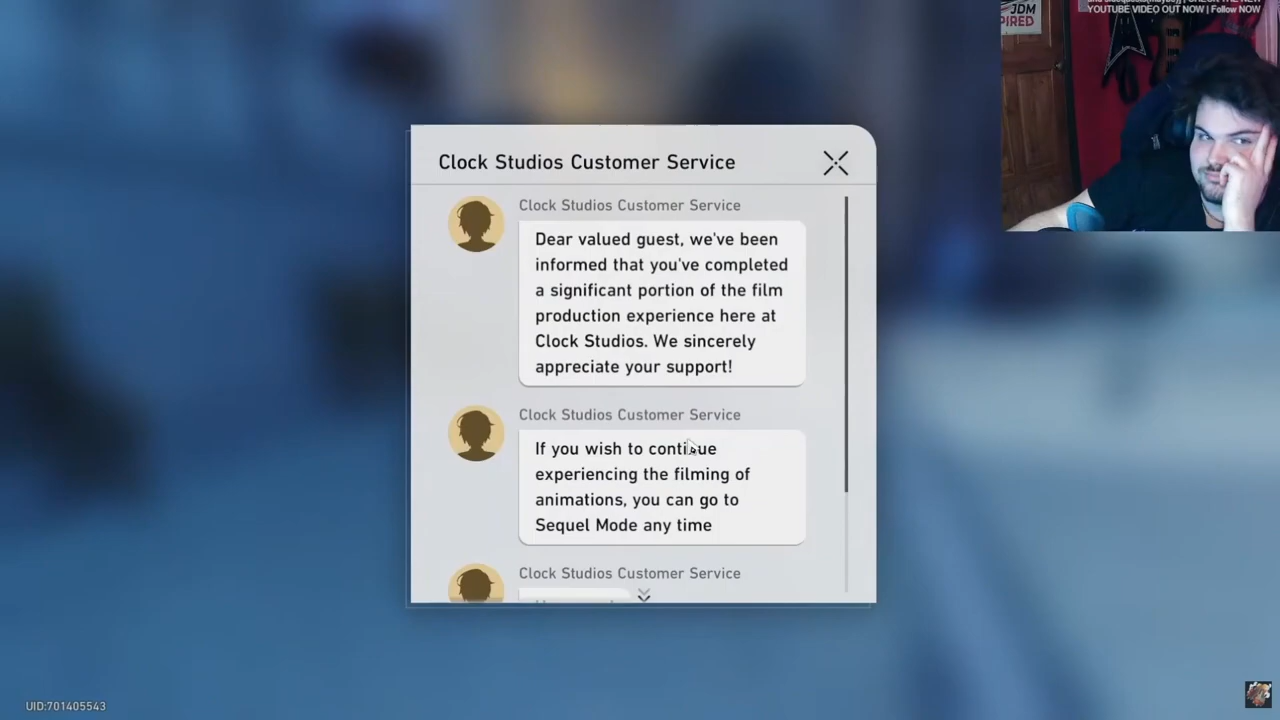 JDM
PIRED
YOUTUBE VIDEO OUT NOW | Follow NOW
Clock Studios Customer Service
Clock Studios Customer Service
Dear valued guest, we've been
informed that you've completed
a significant portion of the film
production experience here at
Clock Studios. We sincerely
appreciate your support!
Clock Studios Customer Service
If you wish to continue
experiencing the filming of
animations, you can go to
Sequel Mode any time
Clock Studios Customer Service
UID:701405543